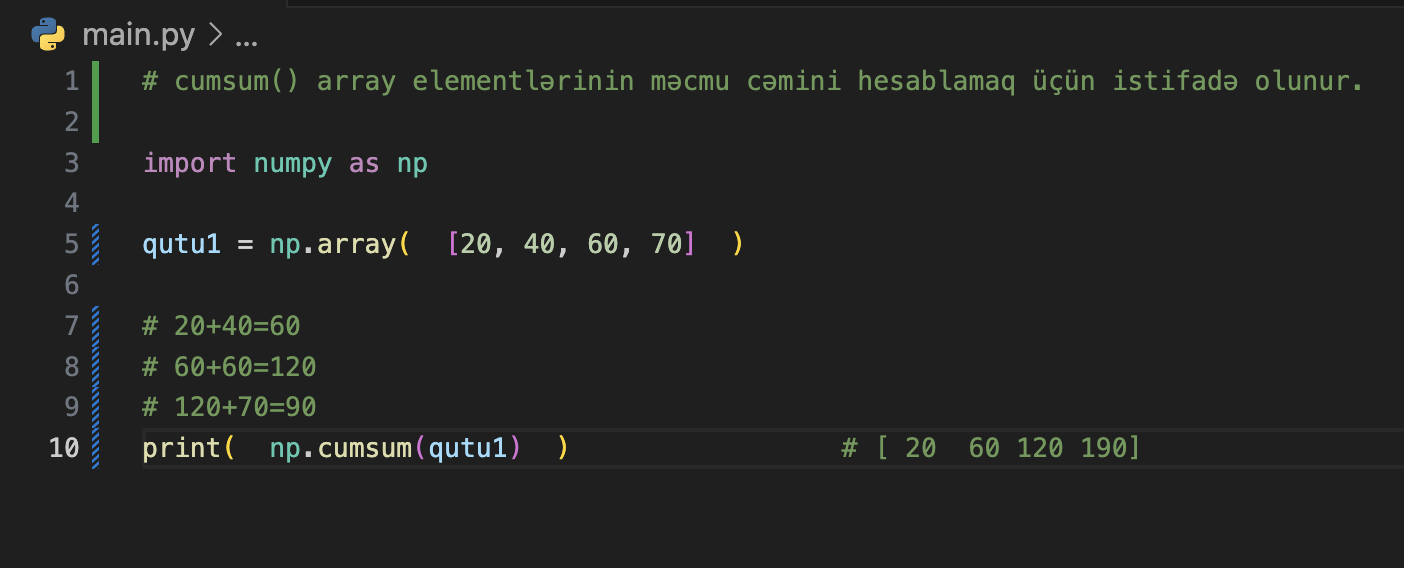 main.py > ...
1 # cumsum() array elementlərinin məcmu cəmini hesablamaq üçün istifadə olunur.
2
3 import numpy as np
4
5 qutu1 = np.array(  [20, 40, 60, 70]  )
6
7 # 20+40=60
8 # 60+60=120
9 # 120+70=90
10 print(  np.cumsum(qutu1)  )                 # [ 20  60 120 190]